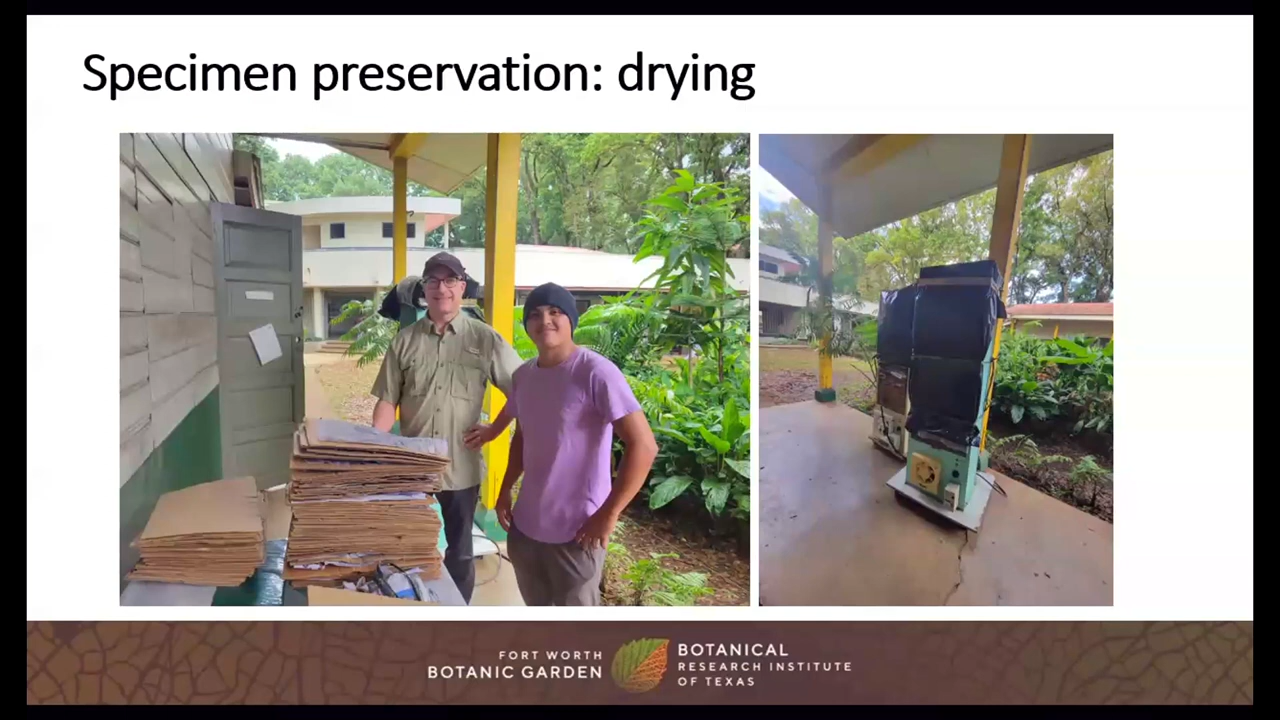 Specimen preservation: drying
FORT WORTH
BOTANIC GARDEN
BOTANICAL
RESEARCH INSTITUTE
OF TEXAS